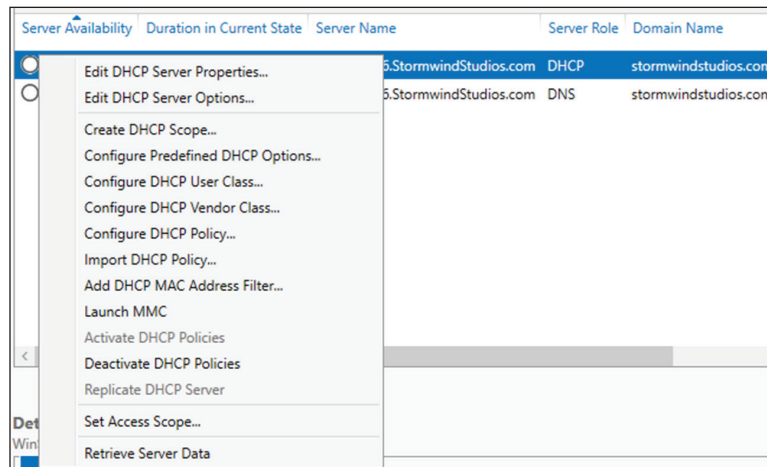 Server Availability Duration in Current State Server Name Server Role Domain Name
6.StormwindStudios.com DHCP stormwindstudios.com
6.StormwindStudios.com DNS stormwindstudios.com
Edit DHCP Server Properties...
Edit DHCP Server Options...
Create DHCP Scope...
Configure Predefined DHCP Options...
Configure DHCP User Class...
Configure DHCP Vendor Class...
Configure DHCP Policy...
Import DHCP Policy...
Add DHCP MAC Address Filter...
Launch MMC
Activate DHCP Policies
Deactivate DHCP Policies
Replicate DHCP Server
Set Access Scope...
Retrieve Server Data
Det
Win